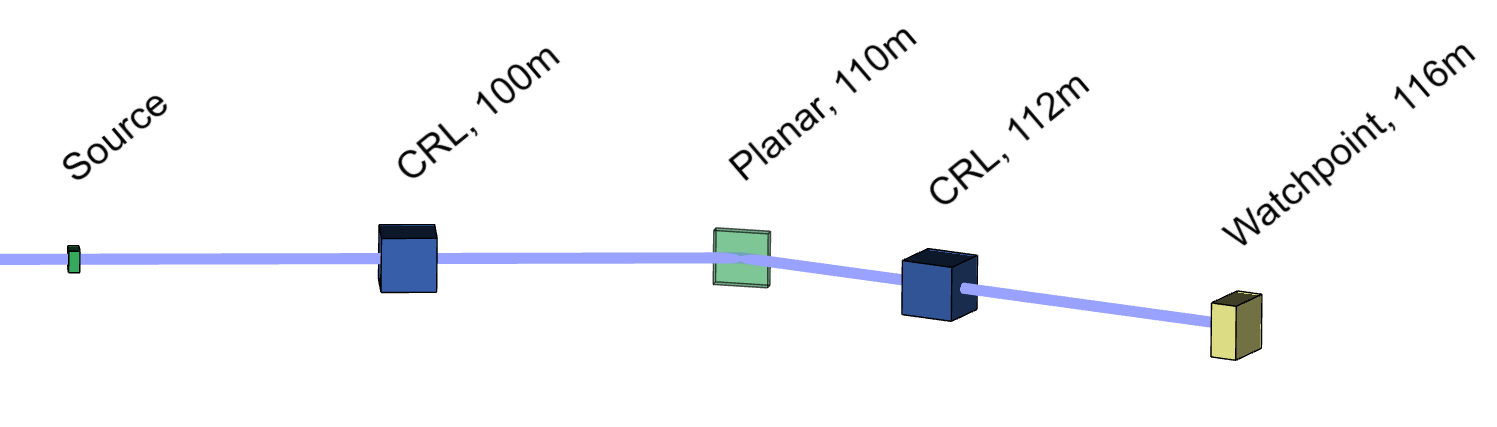 Source
CRL, 100m
Planar, 110m
CRL, 112m
Watchpoint, 116m